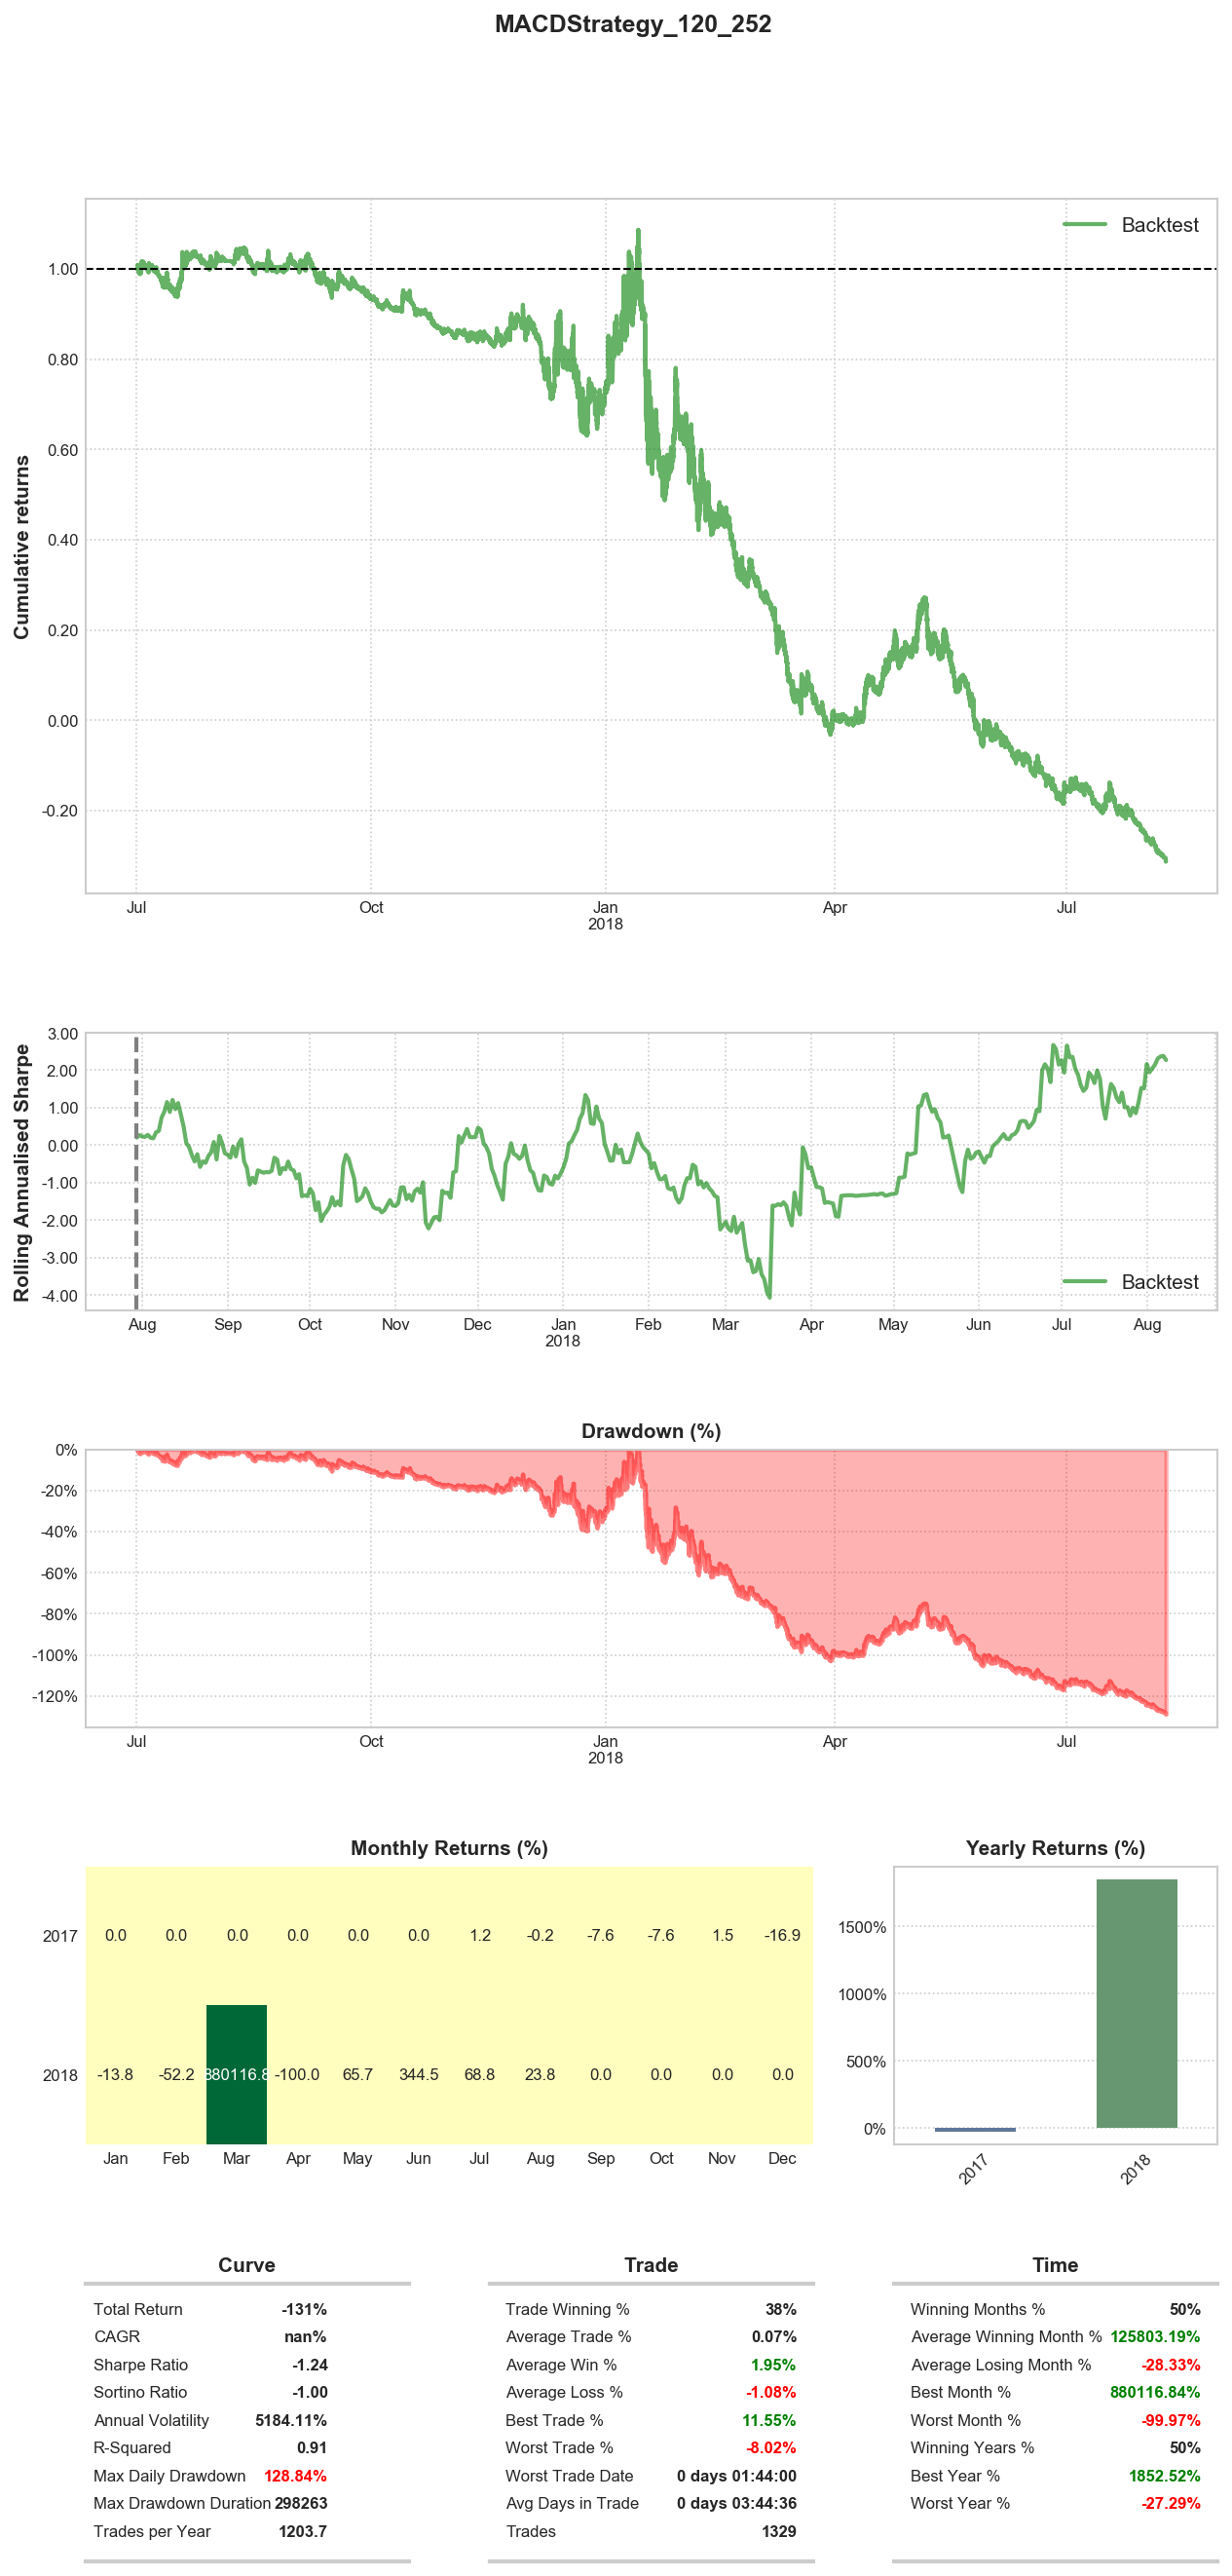 MACDStrategy_120_252
Backtest
Cumulative returns
1.00
0.80
0.60
0.40
0.20
0.00
-0.20
Jul Oct Jan Apr Jul
2018
Rolling Annualised Sharpe
3.00
2.00
1.00
0.00
-1.00
-2.00
-3.00
-4.00
Backtest
Aug Sep Oct Nov Dec Jan Feb Mar Apr May Jun Jul Aug
2018
Drawdown (%)
0%
-20%
-40%
-60%
-80%
-100%
-120%
Jul Oct Jan Apr Jul
2018
Monthly Returns (%)
2017 0.0 0.0 0.0 0.0 0.0 0.0 1.2 -0.2 -7.6 -7.6 1.5 -16.9
2018 -13.8 -52.2 880116.8 -100.0 65.7 344.5 68.8 23.8 0.0 0.0 0.0 0.0
Jan Feb Mar Apr May Jun Jul Aug Sep Oct Nov Dec
Yearly Returns (%)
1500%
1000%
500%
0%
2017 2018
Curve
Total Return -131%
CAGR nan%
Sharpe Ratio -1.24
Sortino Ratio -1.00
Annual Volatility 5184.11%
R-Squared 0.91
Max Daily Drawdown 128.84%
Max Drawdown Duration 298263
Trades per Year 1203.7
Trade
Trade Winning % 38%
Average Trade % 0.07%
Average Win % 1.95%
Average Loss % -1.08%
Best Trade % 11.55%
Worst Trade % -8.02%
Worst Trade Date 0 days 01:44:00
Avg Days in Trade 0 days 03:44:36
Trades 1329
Time
Winning Months % 50%
Average Winning Month % 125803.19%
Average Losing Month % -28.33%
Best Month % 880116.84%
Worst Month % -99.97%
Winning Years % 50%
Best Year % 1852.52%
Worst Year % -27.29%